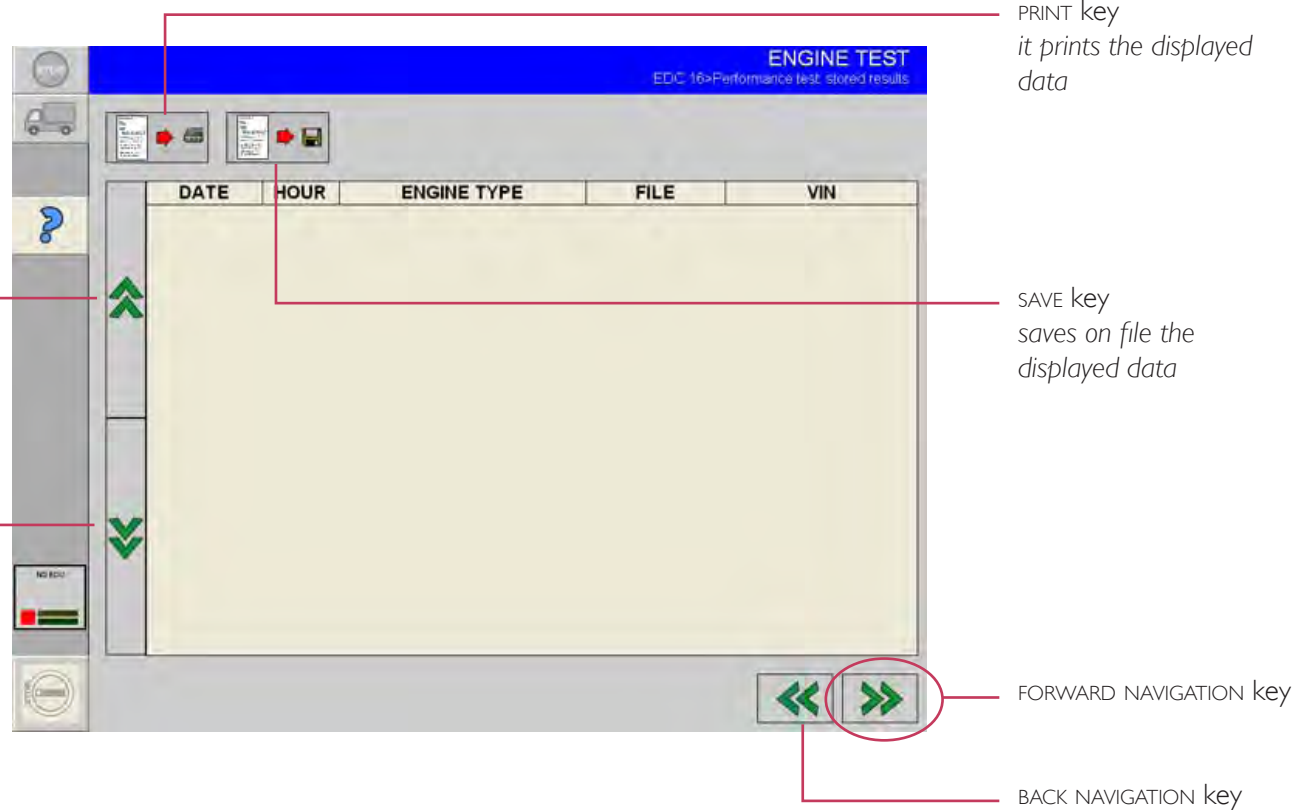 PRINT key
it prints the displayed
data
ENGINE TEST
EDC 16>Performance test: stored results
DATE HOUR ENGINE TYPE FILE VIN
SAVE key
saves on file the
displayed data
NO ECU
FORWARD NAVIGATION key
BACK NAVIGATION key